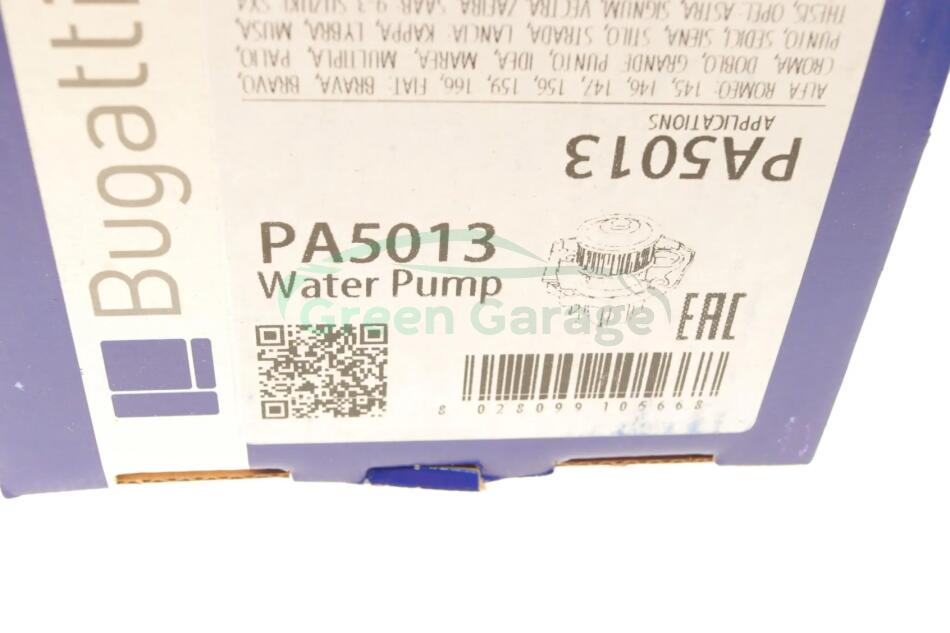 Bugatti
PA5013
Water Pump
Green Garage
EAC
8 028099 105668
PA5013
APPLICATIONS
ALFA ROMEO: 145, 146, 147, 156, 159, 166, FIAT: BRAVA, BRAVO,
CROMA, DOBLO, GRANDE PUNTO, IDEA, MAREA, MULTIPLA, PALIO,
PUNTO, SEDICI, SIENA, STILO, STRADA, LANCIA: KAPPA, LYBRA, MUSA,
THESIS, OPEL: ASTRA, SIGNUM, VECTRA, ZAFIRA, SAAB: 9-3 SUZUKI: SX4